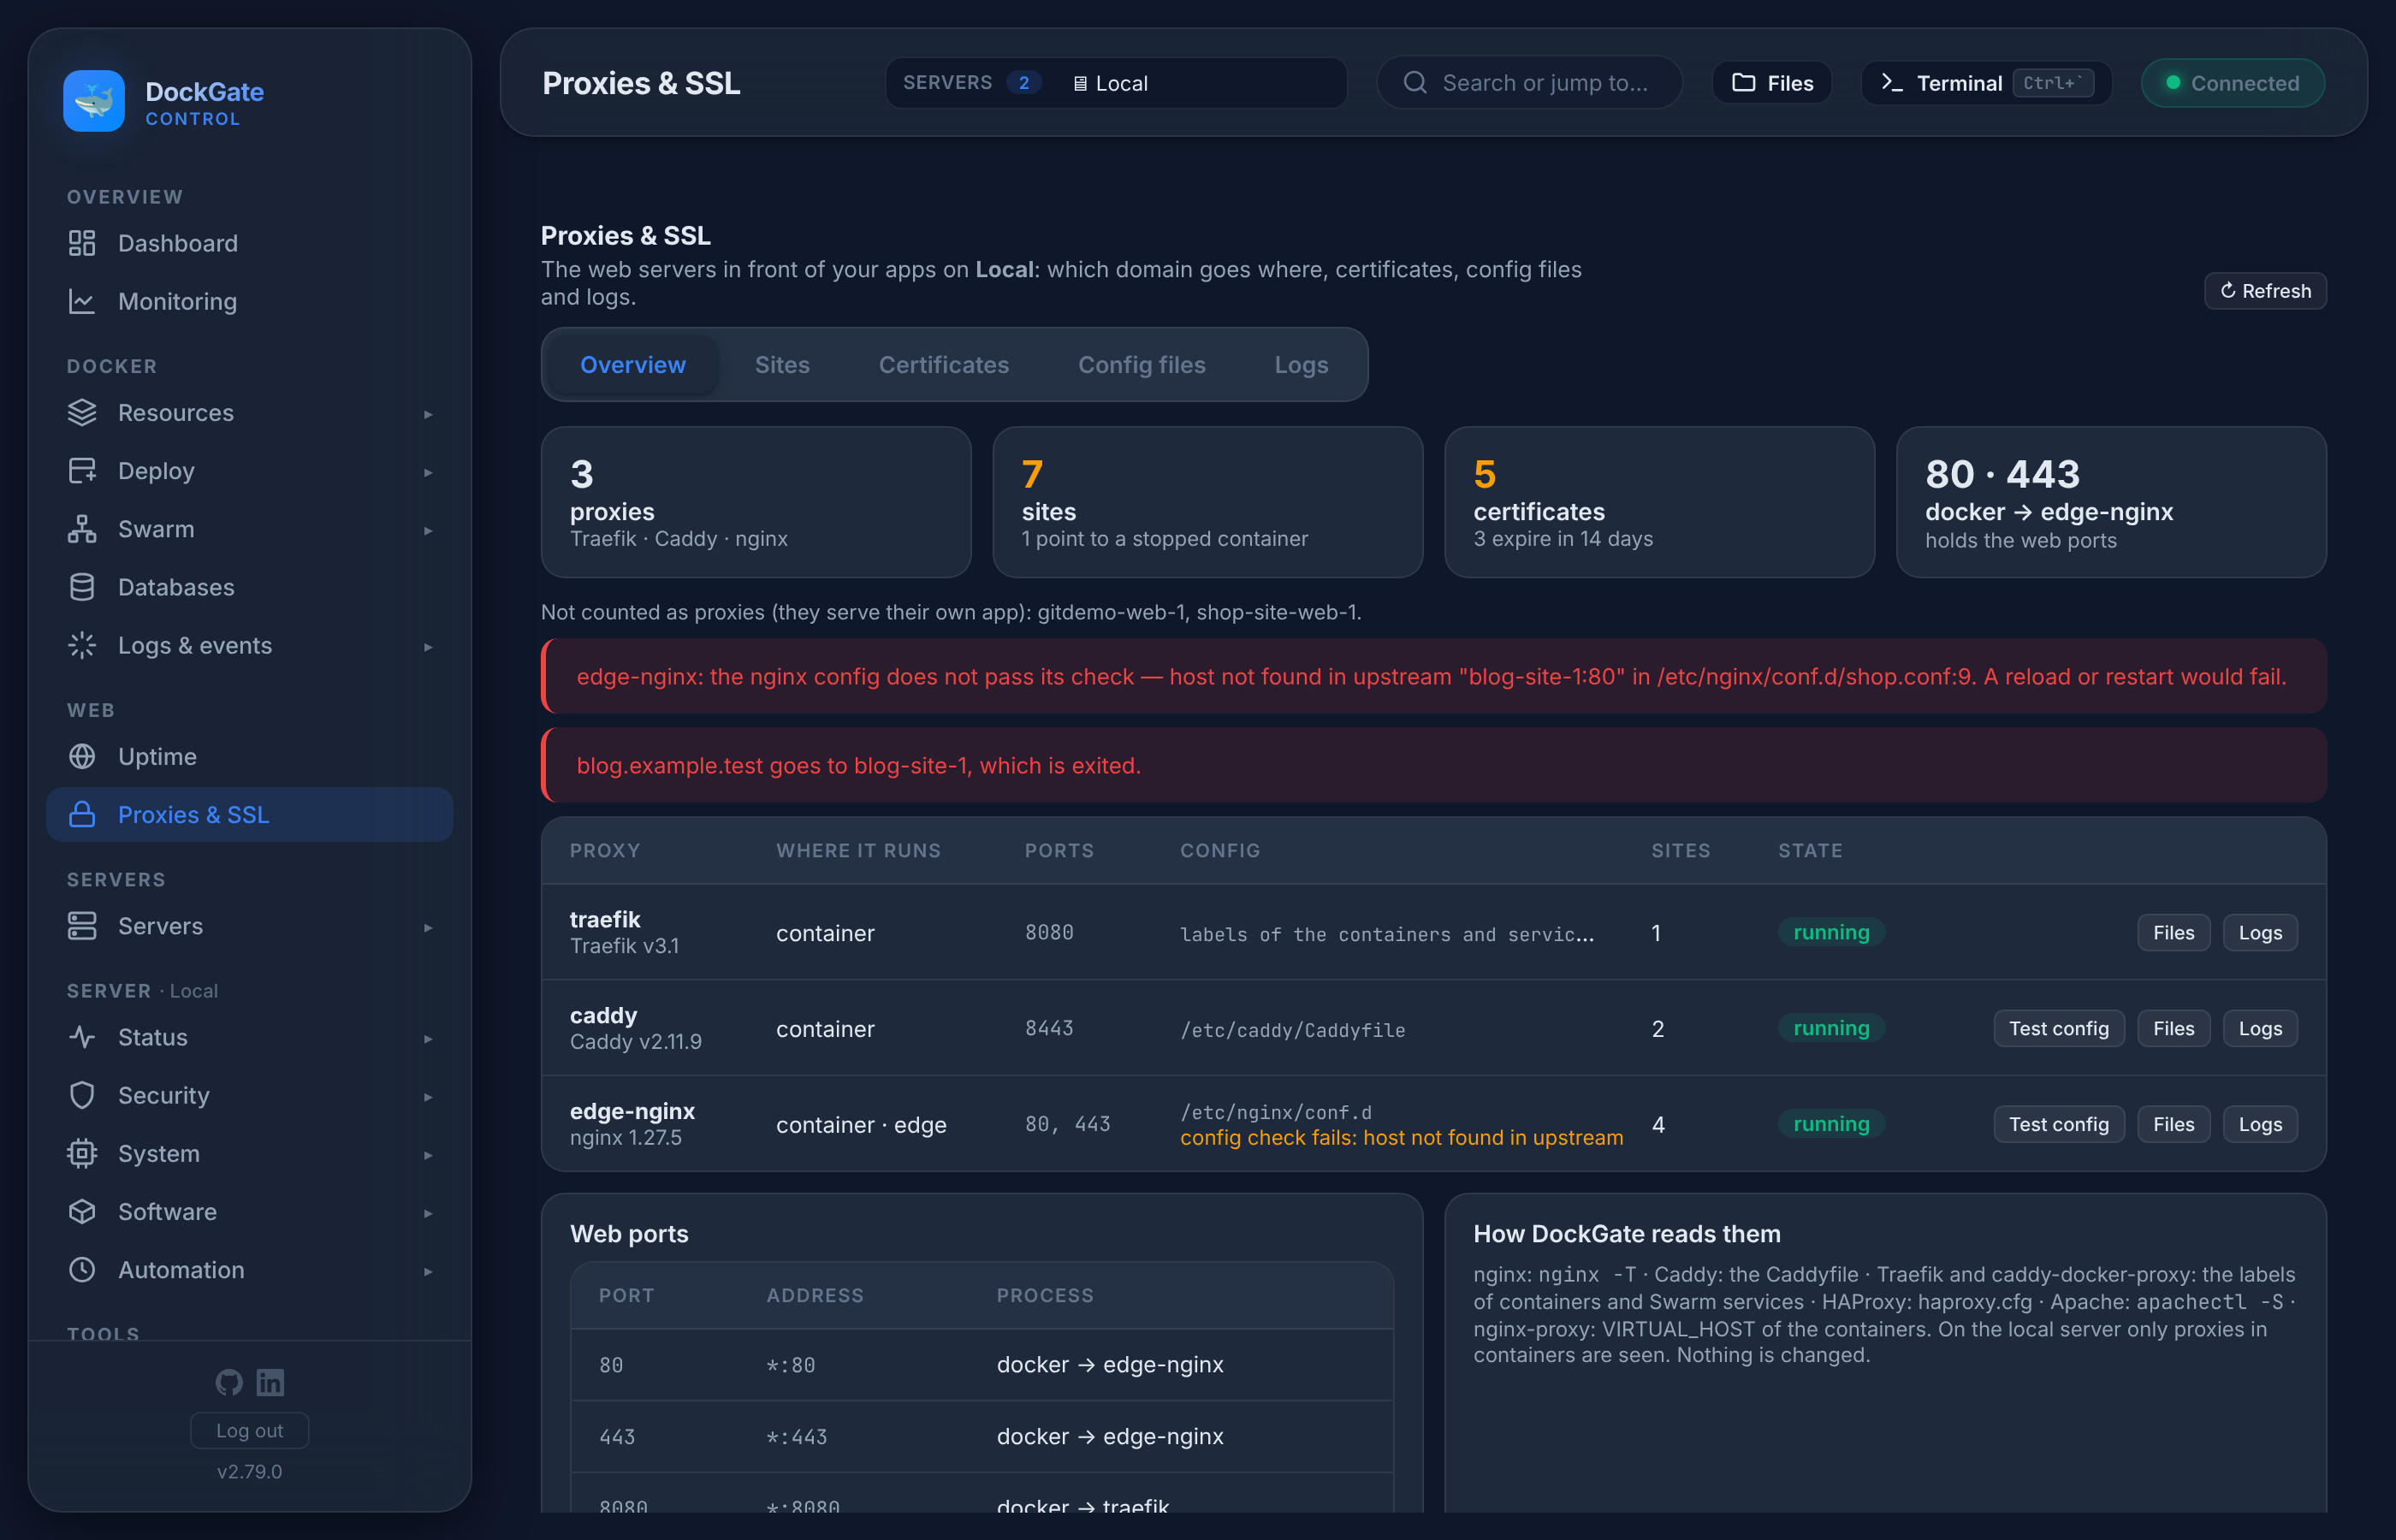 DockGate
CONTROL
OVERVIEW
Dashboard
Monitoring
DOCKER
Resources
Deploy
Swarm
Databases
Logs & events
WEB
Uptime
Proxies & SSL
SERVERS
Servers
SERVER · Local
Status
Security
System
Software
Automation
TOOLS
Log out
v2.79.0
Proxies & SSL
SERVERS 2 Local
Search or jump to...
Files
Terminal Ctrl+`
Connected
Proxies & SSL
The web servers in front of your apps on Local: which domain goes where, certificates, config files
and logs.
↻ Refresh
Overview Sites Certificates Config files Logs
3
proxies
Traefik · Caddy · nginx
7
sites
1 point to a stopped container
5
certificates
3 expire in 14 days
80 · 443
docker → edge-nginx
holds the web ports
Not counted as proxies (they serve their own app): gitdemo-web-1, shop-site-web-1.
edge-nginx: the nginx config does not pass its check — host not found in upstream "blog-site-1:80" in /etc/nginx/conf.d/shop.conf:9. A reload or restart would fail.
blog.example.test goes to blog-site-1, which is exited.
PROXY WHERE IT RUNS PORTS CONFIG SITES STATE
traefik
Traefik v3.1
container 8080 labels of the containers and servic... 1 running Files Logs
caddy
Caddy v2.11.9
container 8443 /etc/caddy/Caddyfile 2 running Test config Files Logs
edge-nginx
nginx 1.27.5
container · edge 80, 443 /etc/nginx/conf.d
config check fails: host not found in upstream
4 running Test config Files Logs
Web ports
PORT ADDRESS PROCESS
80 *:80 docker → edge-nginx
443 *:443 docker → edge-nginx
8080 *:8080 docker → traefik
How DockGate reads them
nginx: nginx -T · Caddy: the Caddyfile · Traefik and caddy-docker-proxy: the labels
of containers and Swarm services · HAProxy: haproxy.cfg · Apache: apachectl -S ·
nginx-proxy: VIRTUAL_HOST of the containers. On the local server only proxies in
containers are seen. Nothing is changed.